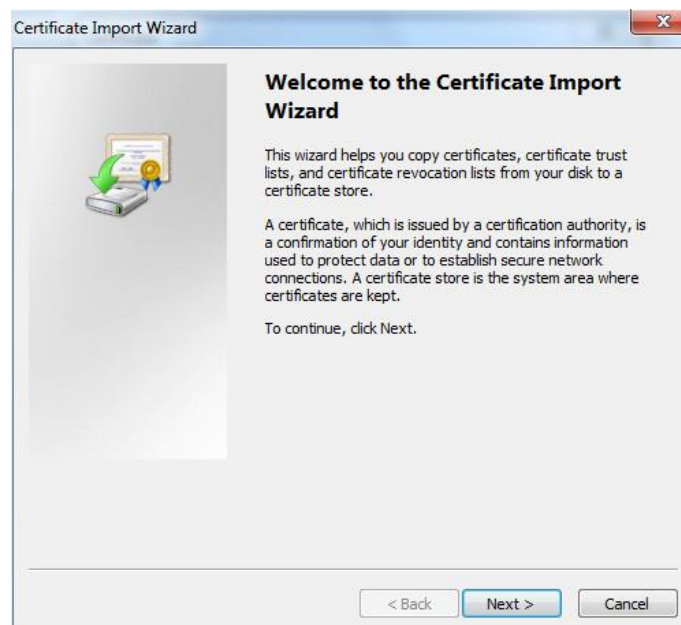 Certificate Import Wizard
X
Welcome to the Certificate Import
Wizard
This wizard helps you copy certificates, certificate trust
lists, and certificate revocation lists from your disk to a
certificate store.
A certificate, which is issued by a certification authority, is
a confirmation of your identity and contains information
used to protect data or to establish secure network
connections. A certificate store is the system area where
certificates are kept.
To continue, click Next.
< Back Next > Cancel